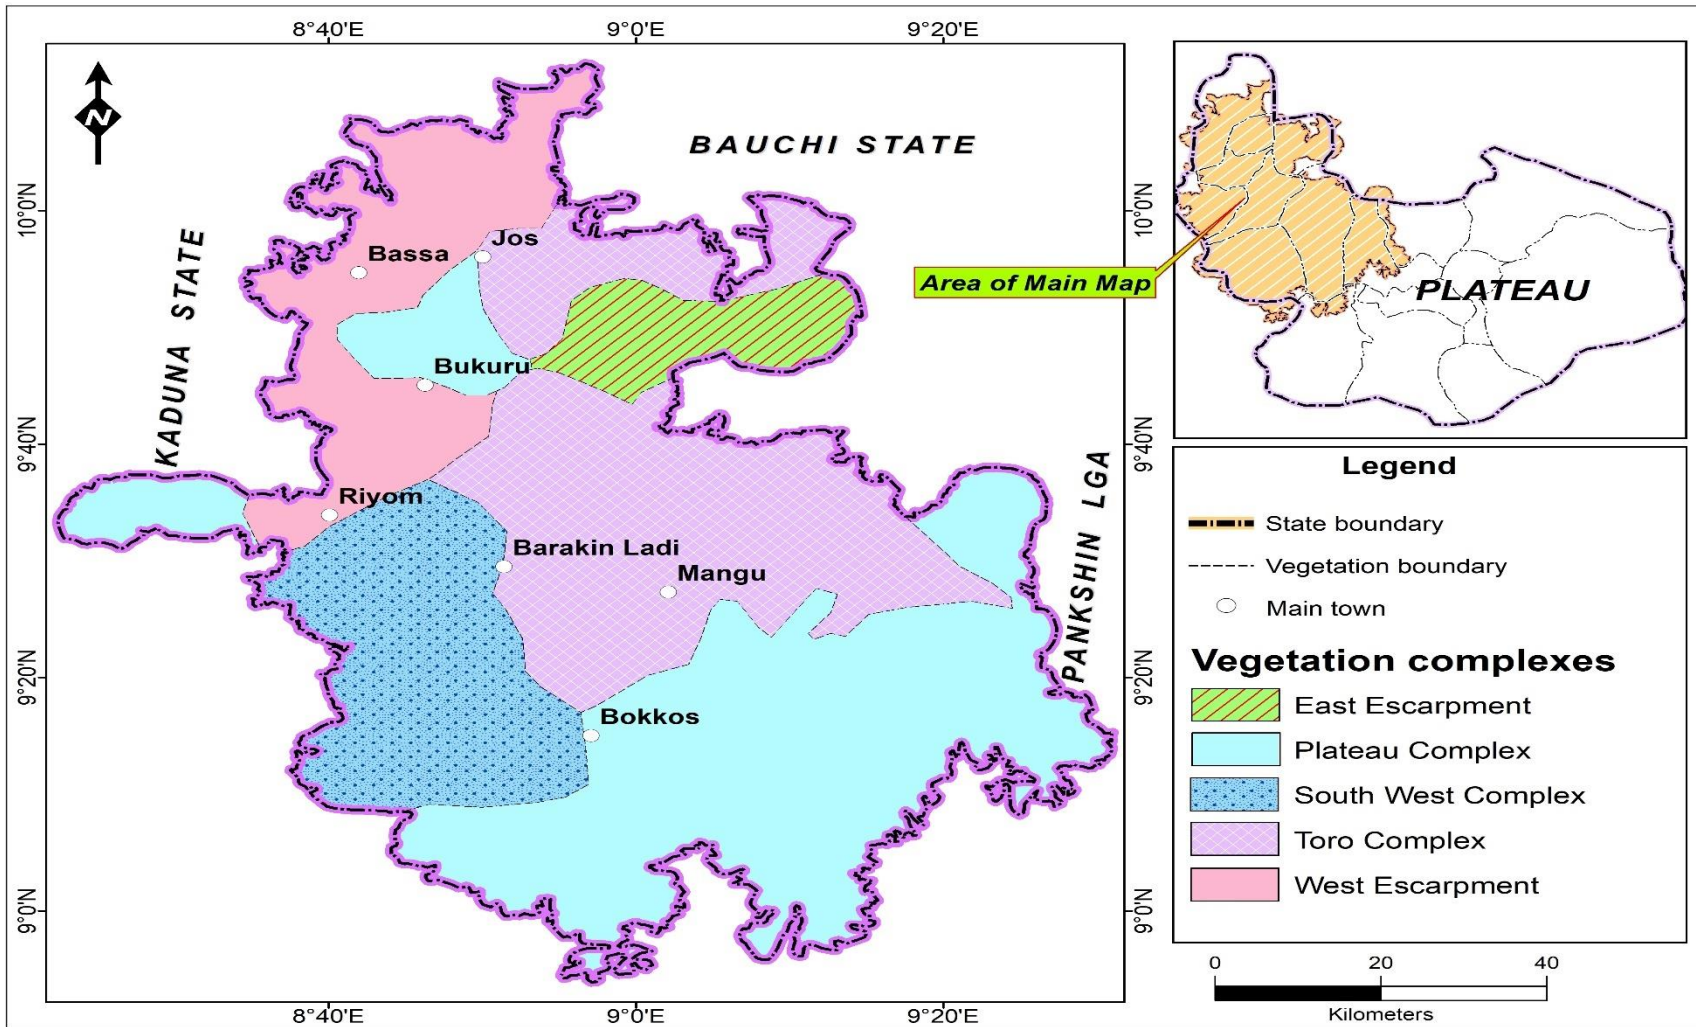 8°40'E
9°0'E
9°20'E
N
BAUCHI STATE
KADUNA STATE
PANKSHIN LGA
10°0'N
9°40'N
9°20'N
9°0'N
Bassa
Jos
Bukuru
Riyom
Barakin Ladi
Mangu
Bokkos
10°0'N
9°40'N
9°20'N
9°0'N
8°40'E
9°0'E
9°20'E
Area of Main Map
PLATEAU
Legend
State boundary
Vegetation boundary
Main town
Vegetation complexes
East Escarpment
Plateau Complex
South West Complex
Toro Complex
West Escarpment
0 20 40
Kilometers